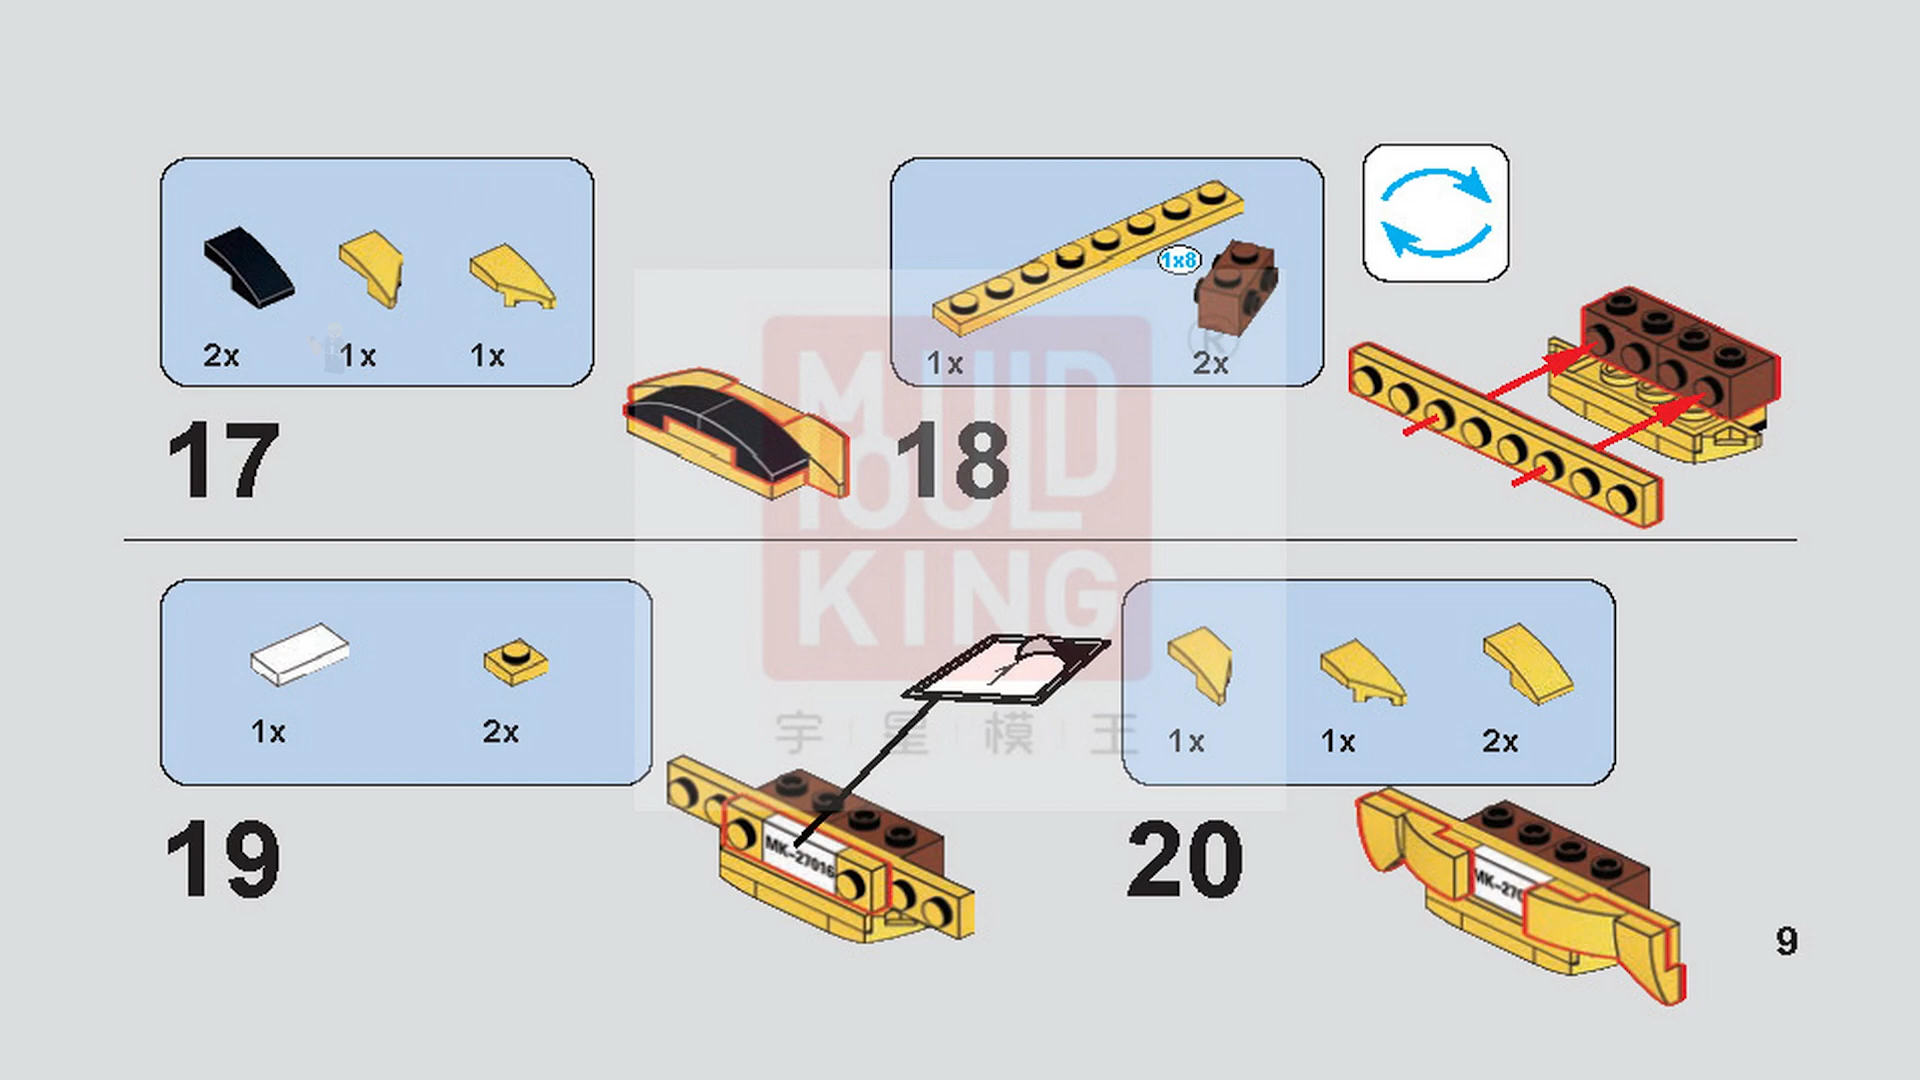 2x 1x 1x
17
1x8
1x 2x
18
MOULD
KING
®
宇星模王
1x 2x
19
MK-27016
1x 1x 2x
20
MK-270
9